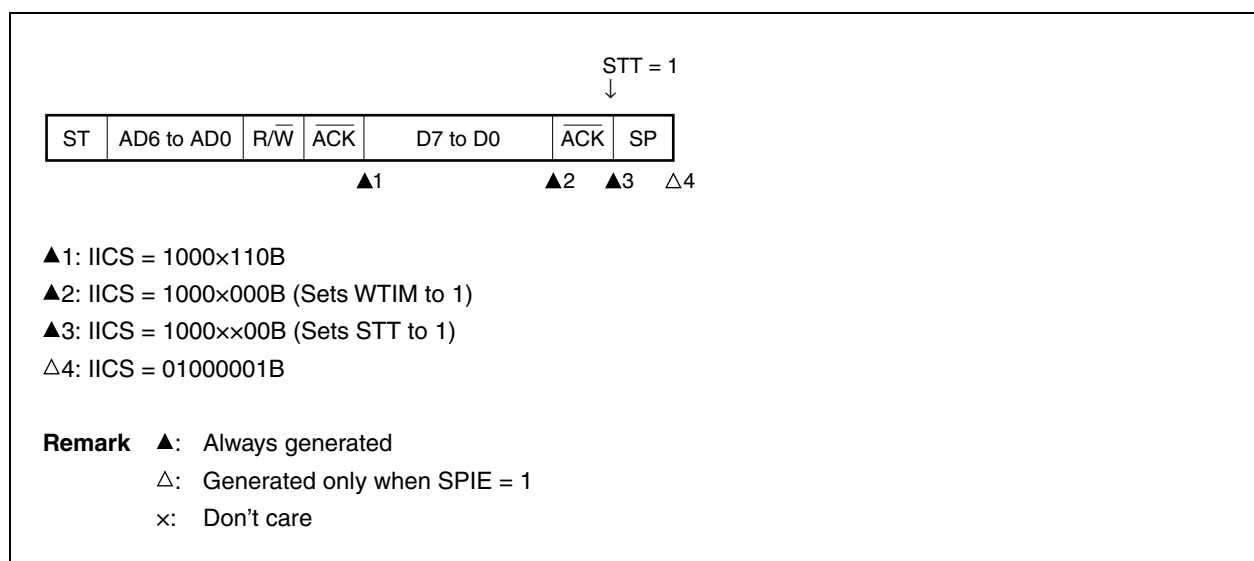 STT = 1
↓
ST AD6 to AD0 R/W̅ A̅C̅K̅ D7 to D0 A̅C̅K̅ SP
▲1 ▲2 ▲3 △4
▲1: IICS = 1000×110B
▲2: IICS = 1000×000B (Sets WTIM to 1)
▲3: IICS = 1000××00B (Sets STT to 1)
△4: IICS = 01000001B
Remark ▲: Always generated
△: Generated only when SPIE = 1
×: Don't care